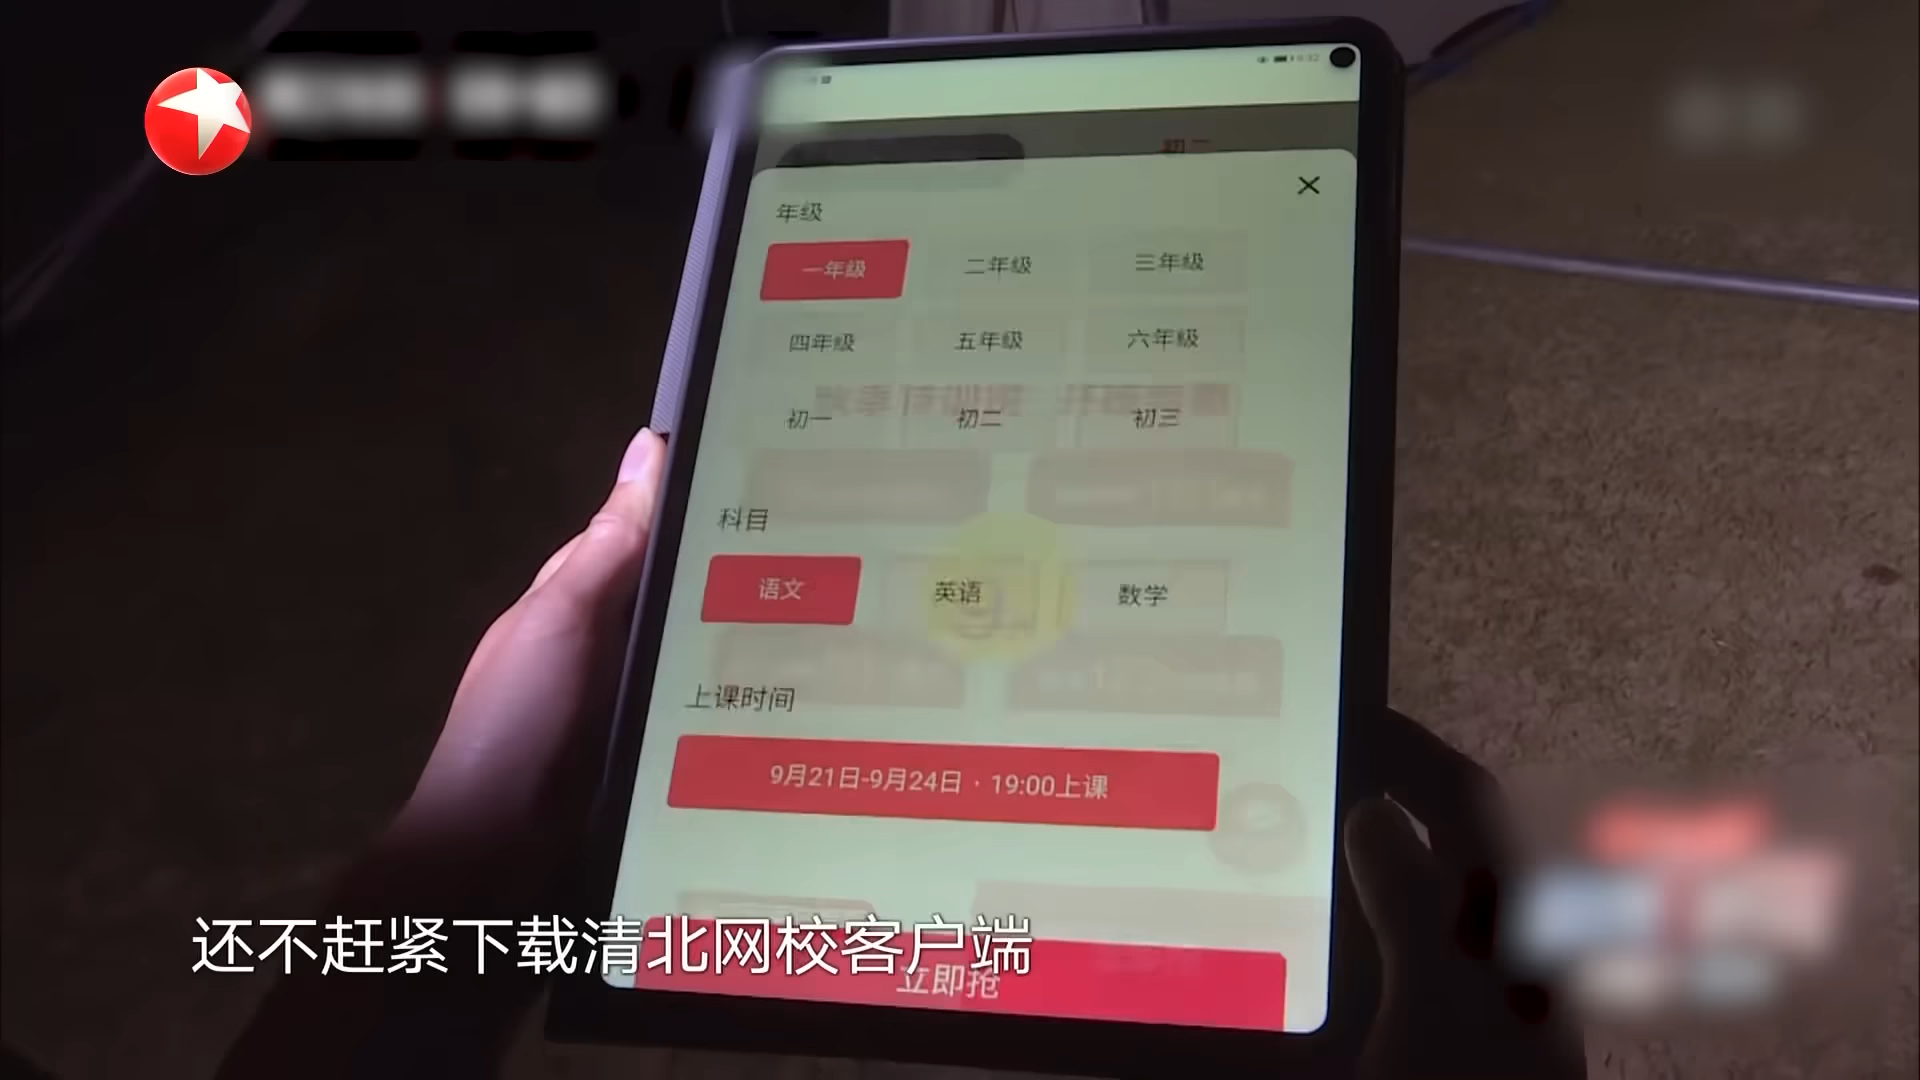 初二
年级
一年级 二年级 三年级
四年级 五年级 六年级
初一 初二 初三
科目
语文 英语 数学
上课时间
9月21日-9月24日 · 19:00上课
立即抢
还不赶紧下载清北网校客户端